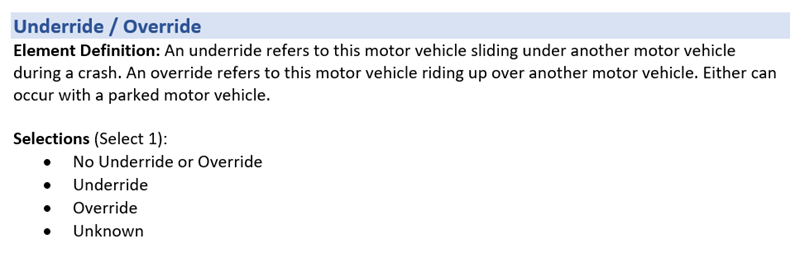 Underride / Override
Element Definition: An underride refers to this motor vehicle sliding under another motor vehicle
during a crash. An override refers to this motor vehicle riding up over another motor vehicle. Either can
occur with a parked motor vehicle.
Selections (Select 1):
• No Underride or Override
• Underride
• Override
• Unknown